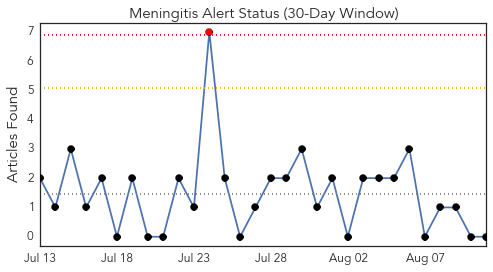 Meningitis Alert Status (30-Day Window)
Articles Found
7
6
5
4
3
2
1
0
Jul 13 Jul 18 Jul 23 Jul 28 Aug 02 Aug 07